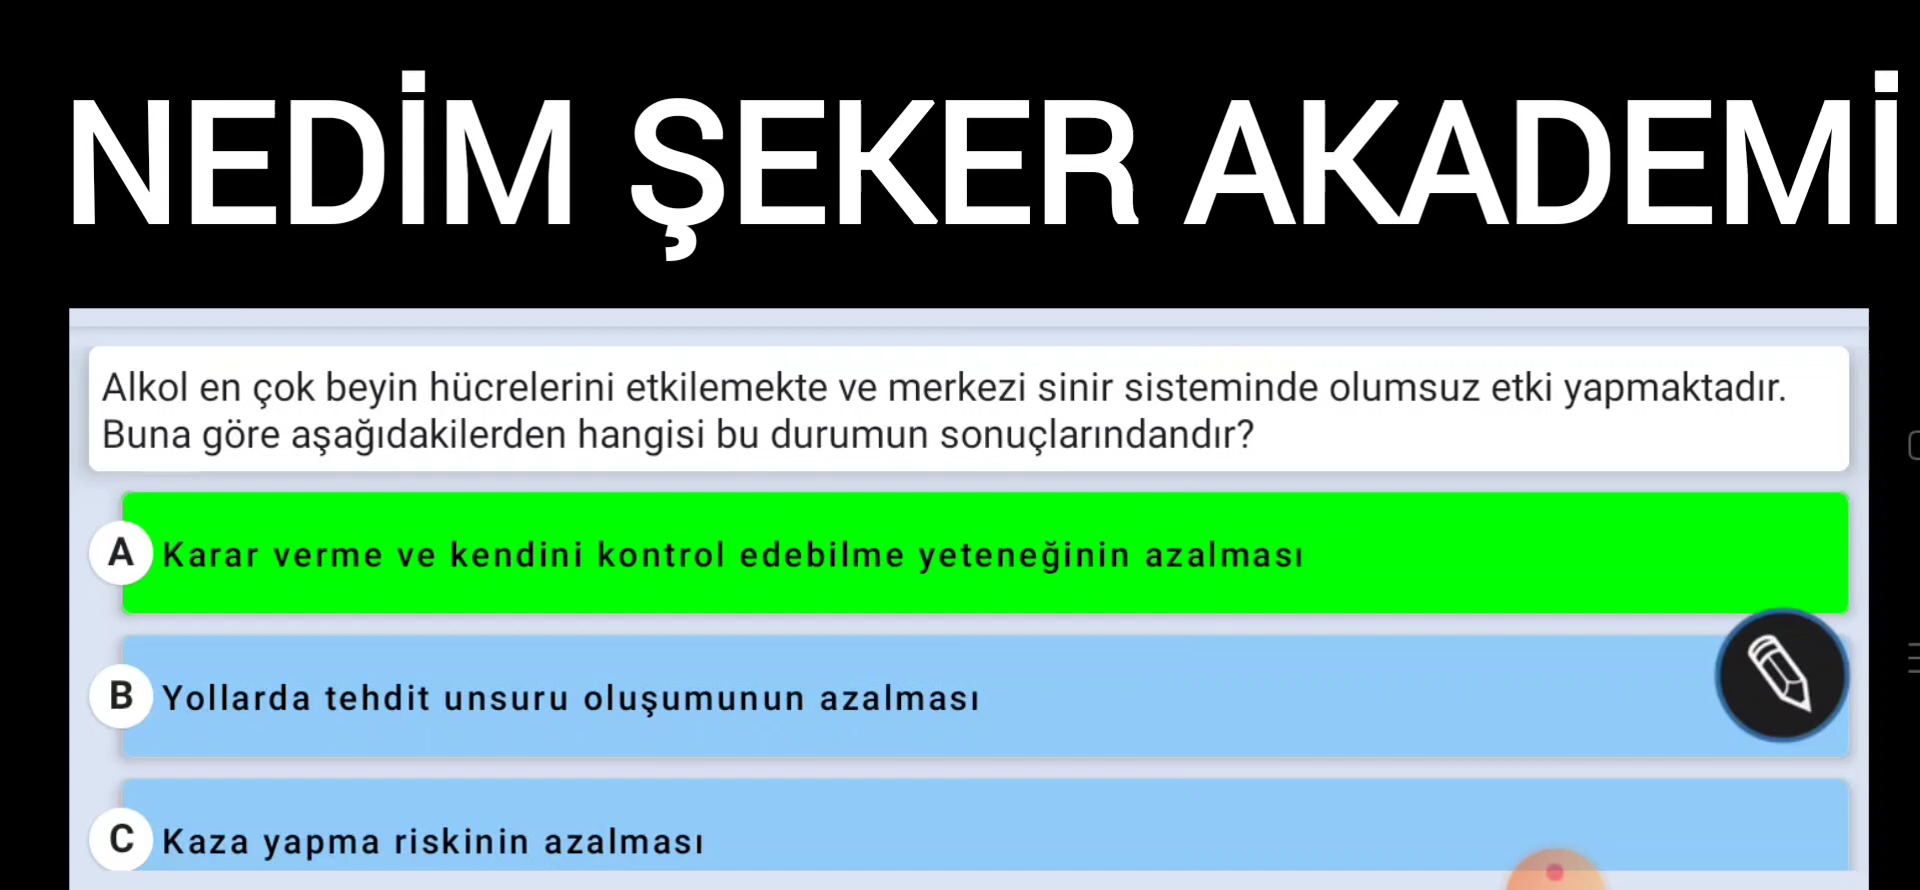 NEDİM ŞEKER AKADEMİ
Alkol en çok beyin hücrelerini etkilemekte ve merkezi sinir sisteminde olumsuz etki yapmaktadır.
Buna göre aşağıdakilerden hangisi bu durumun sonuçlarındandır?
A Karar verme ve kendini kontrol edebilme yeteneğinin azalması
B Yollarda tehdit unsuru oluşumunun azalması
C Kaza yapma riskinin azalması